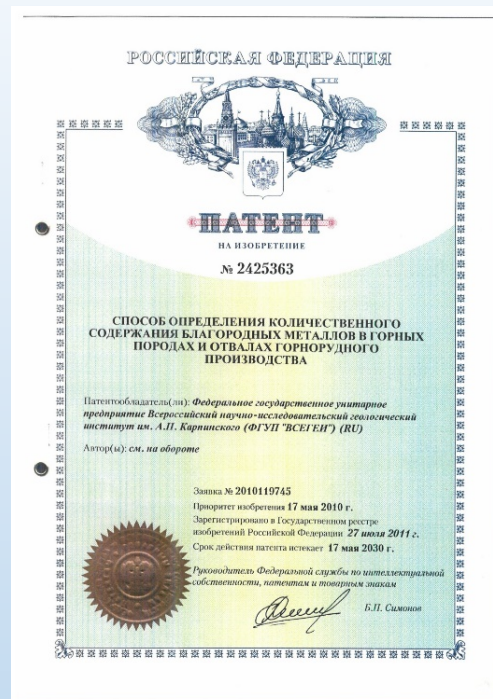 РОССИЙСКАЯ ФЕДЕРАЦИЯ
ПАТЕНТ
НА ИЗОБРЕТЕНИЕ
№ 2425363
СПОСОБ ОПРЕДЕЛЕНИЯ КОЛИЧЕСТВЕННОГО
СОДЕРЖАНИЯ БЛАГОРОДНЫХ МЕТАЛЛОВ В ГОРНЫХ
ПОРОДАХ И ОТВАЛАХ ГОРНОРУДНОГО
ПРОИЗВОДСТВА
Патентообладатель(ли): Федеральное государственное унитарное
предприятие Всероссийский научно-исследовательский геологический
институт им. А.П. Карпинского (ФГУП "ВСЕГЕИ") (RU)
Автор(ы): см. на обороте
Заявка № 2010119745
Приоритет изобретения 17 мая 2010 г.
Зарегистрировано в Государственном реестре
изобретений Российской Федерации 27 июля 2011 г.
Срок действия патента истекает 17 мая 2030 г.
Руководитель Федеральной службы по интеллектуальной
собственности, патентам и товарным знакам
Б.П. Симонов